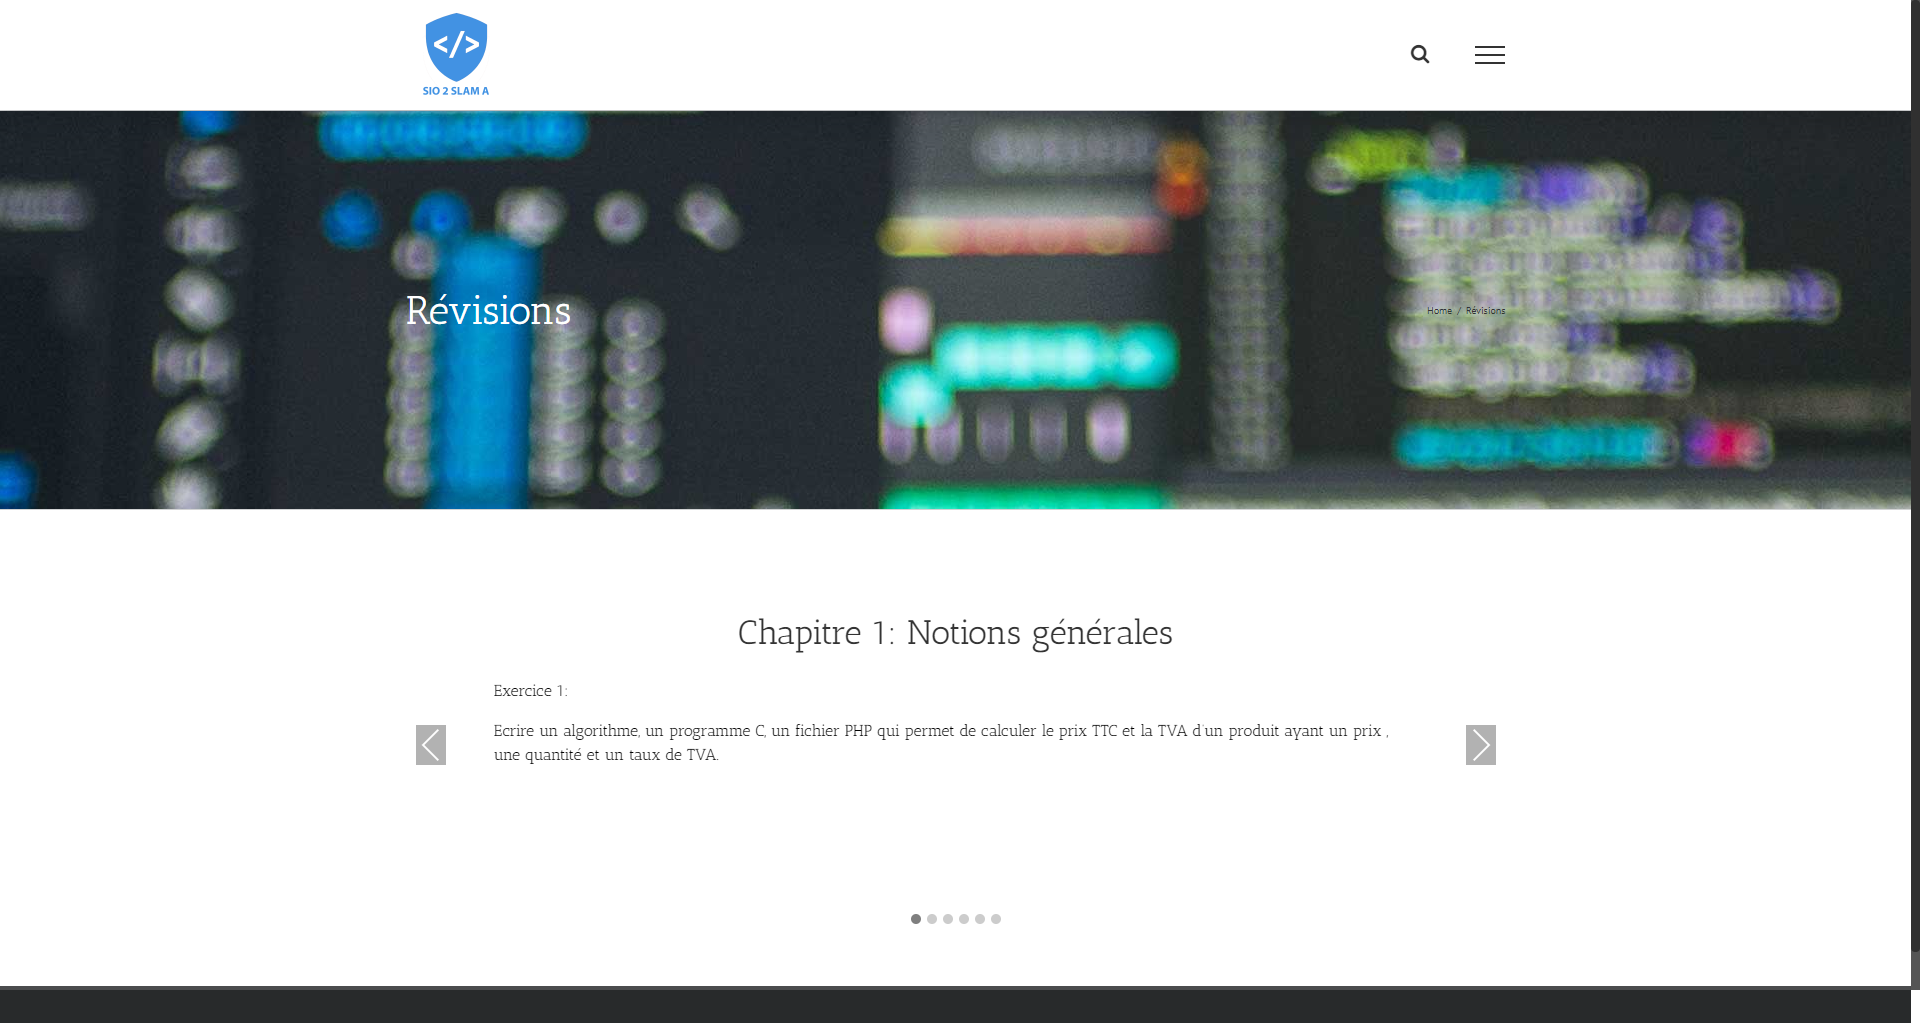 </>
SIO 2 SLAM A
Révisions
Home / Révisions
Chapitre 1: Notions générales
Exercice 1:
Ecrire un algorithme, un programme C, un fichier PHP qui permet de calculer le prix TTC et la TVA d'un produit ayant un prix ,
une quantité et un taux de TVA.